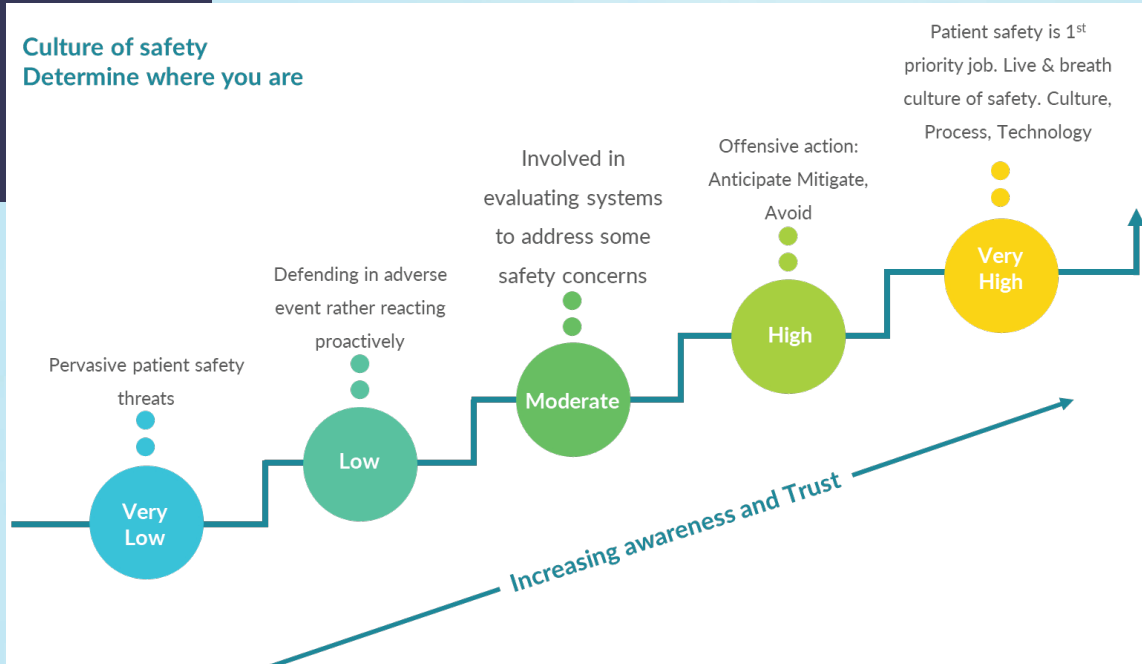 Culture of safety
Determine where you are
Patient safety is 1st
priority job. Live & breath
culture of safety. Culture,
Process, Technology
Offensive action:
Anticipate Mitigate,
Avoid
Involved in
evaluating systems
to address some
safety concerns
Defending in adverse
event rather reacting
proactively
Pervasive patient safety
threats
Very
Low
Low
Moderate
High
Very
High
Increasing awareness and Trust